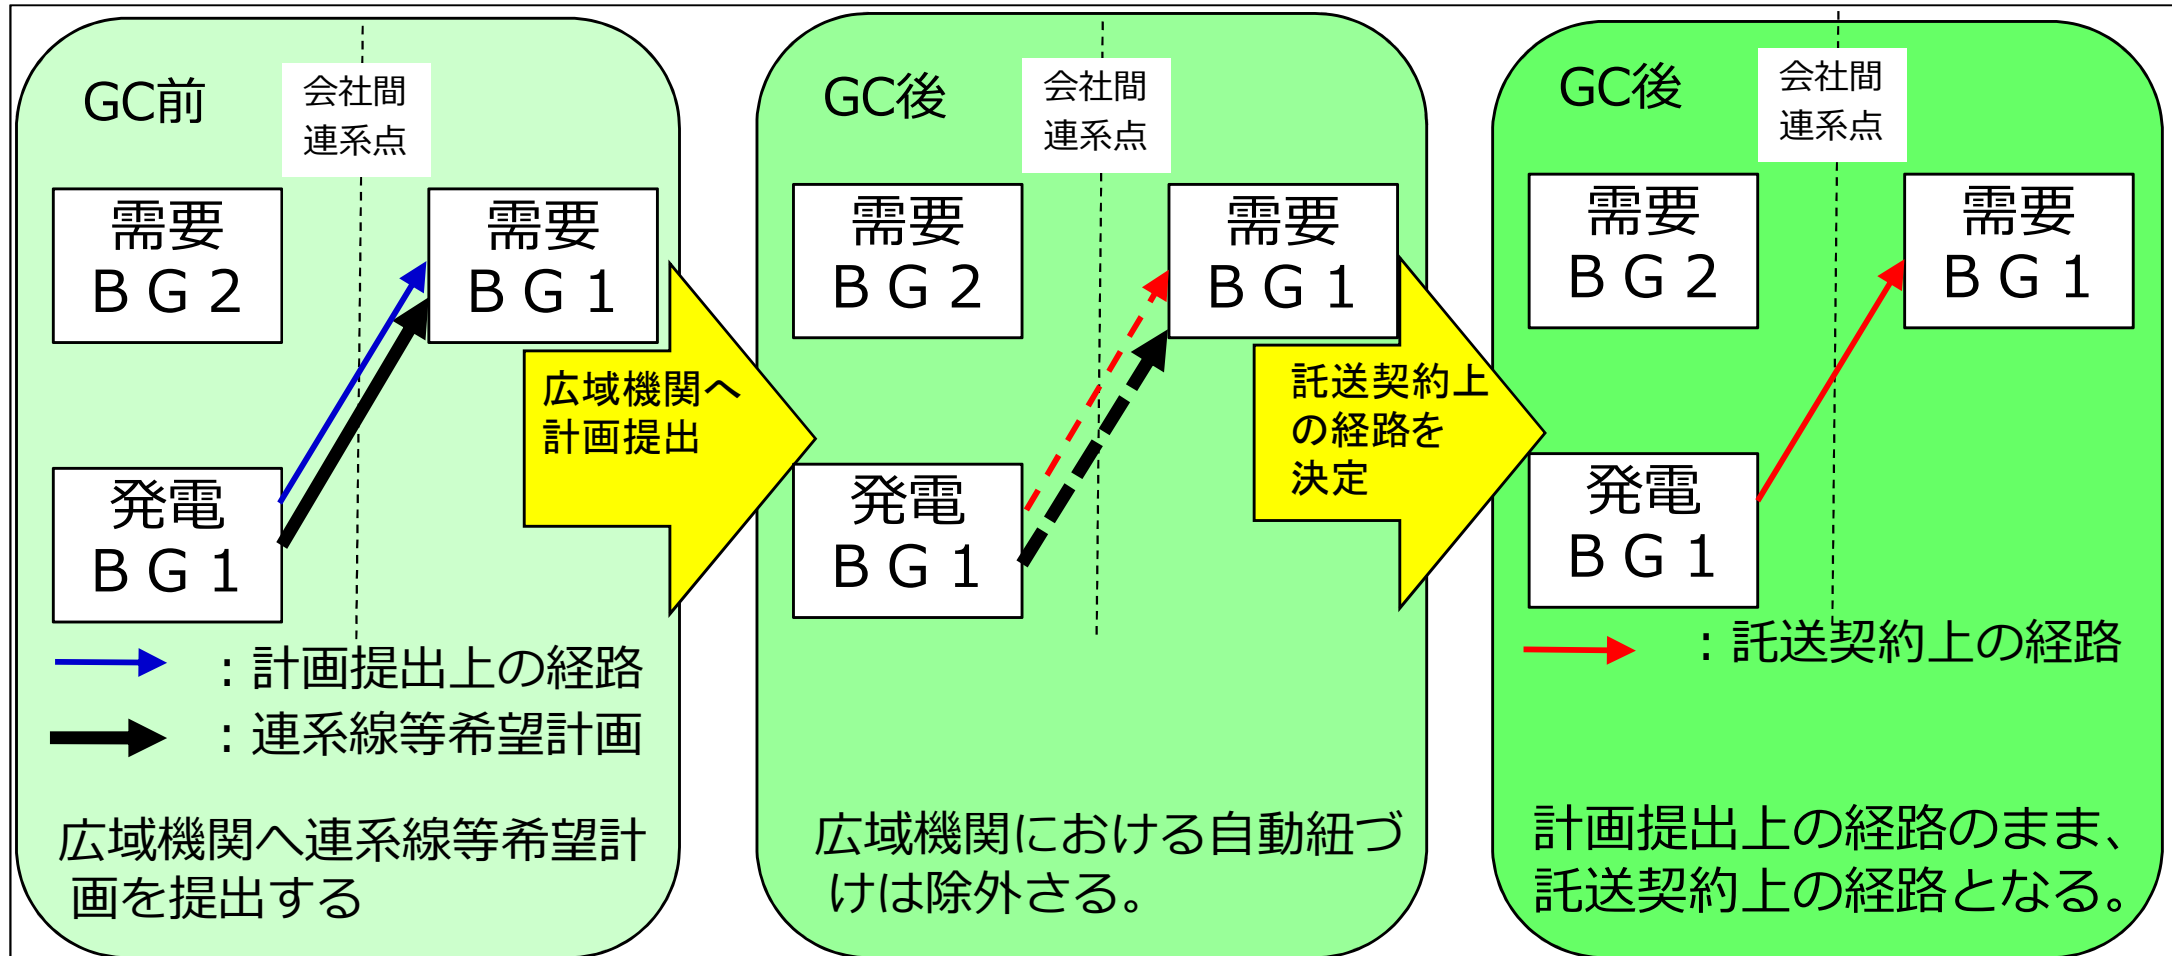 GC前
会社間
連系点
需要
ＢＧ２
需要
ＢＧ１
発電
ＢＧ１
：計画提出上の経路
：連系線等希望計画
広域機関へ連系線等希望計
画を提出する
広域機関へ
計画提出
GC後
会社間
連系点
需要
ＢＧ２
需要
ＢＧ１
発電
ＢＧ１
広域機関における自動紐づ
けは除外さる。
託送契約上
の経路を
決定
GC後
会社間
連系点
需要
ＢＧ２
需要
ＢＧ１
発電
ＢＧ１
：託送契約上の経路
計画提出上の経路のまま、
託送契約上の経路となる。